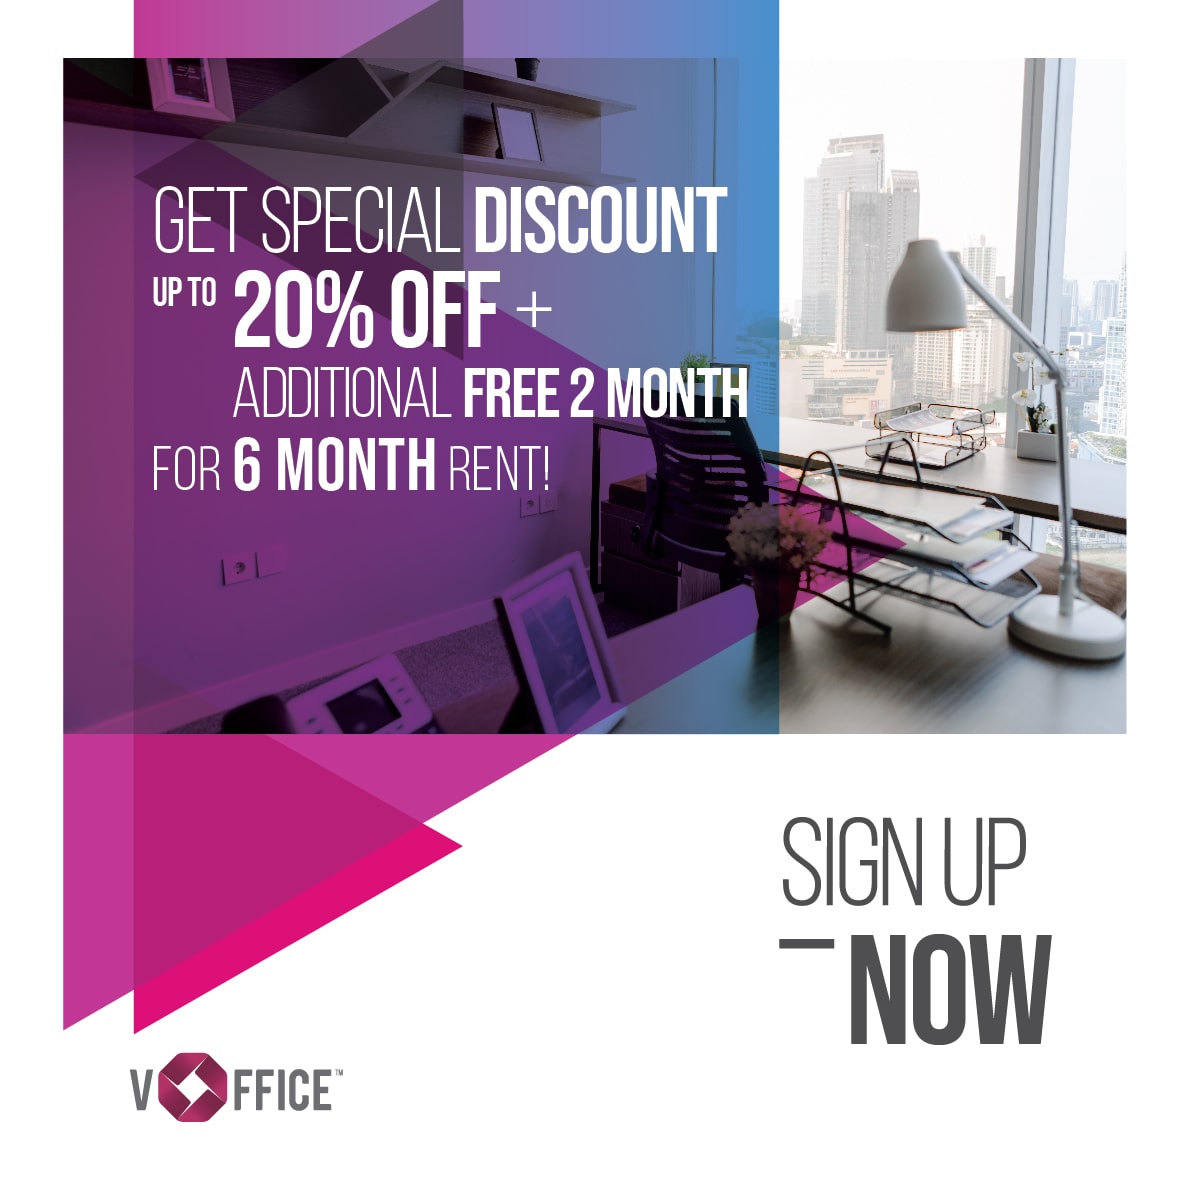 GET SPECIAL DISCOUNT
UP TO 20% OFF +
ADDITIONAL FREE 2 MONTH
FOR 6 MONTH RENT!
SIGN UP
– NOW
VOFFICE™